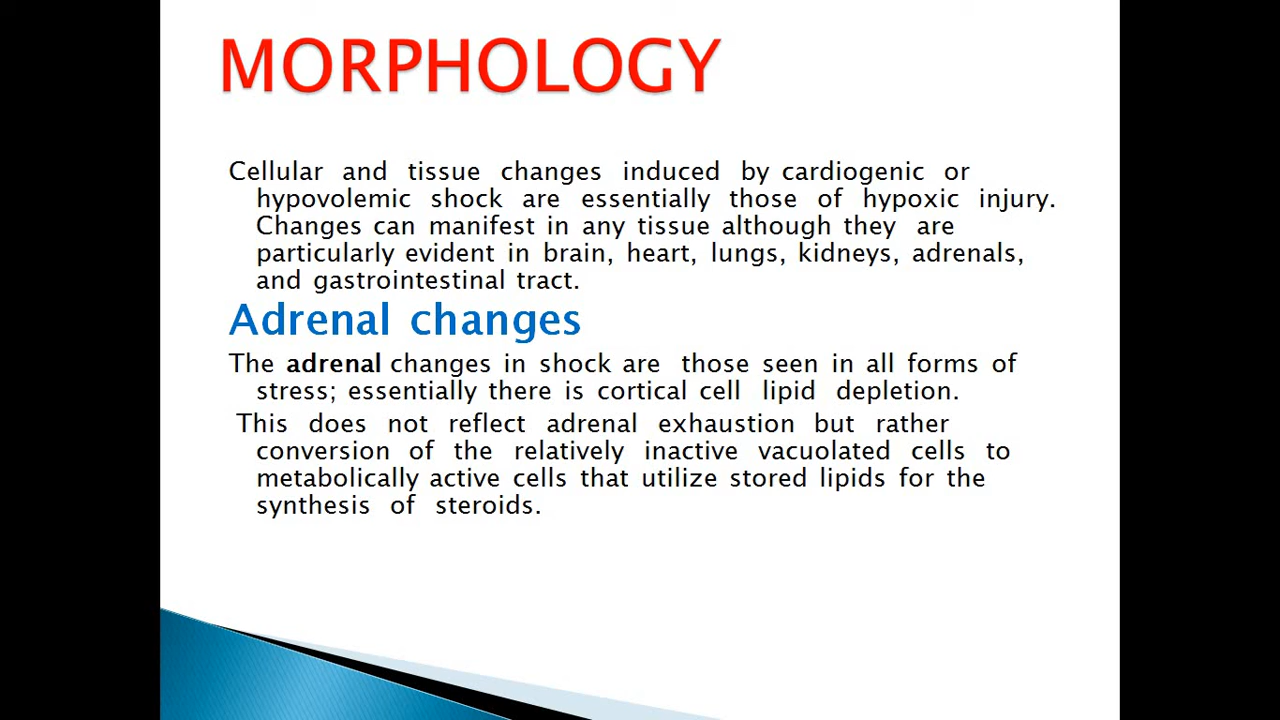 MORPHOLOGY
Cellular and tissue changes induced by cardiogenic or
hypovolemic shock are essentially those of hypoxic injury.
Changes can manifest in any tissue although they are
particularly evident in brain, heart, lungs, kidneys, adrenals,
and gastrointestinal tract.
Adrenal changes
The adrenal changes in shock are those seen in all forms of
stress; essentially there is cortical cell lipid depletion.
This does not reflect adrenal exhaustion but rather
conversion of the relatively inactive vacuolated cells to
metabolically active cells that utilize stored lipids for the
synthesis of steroids.